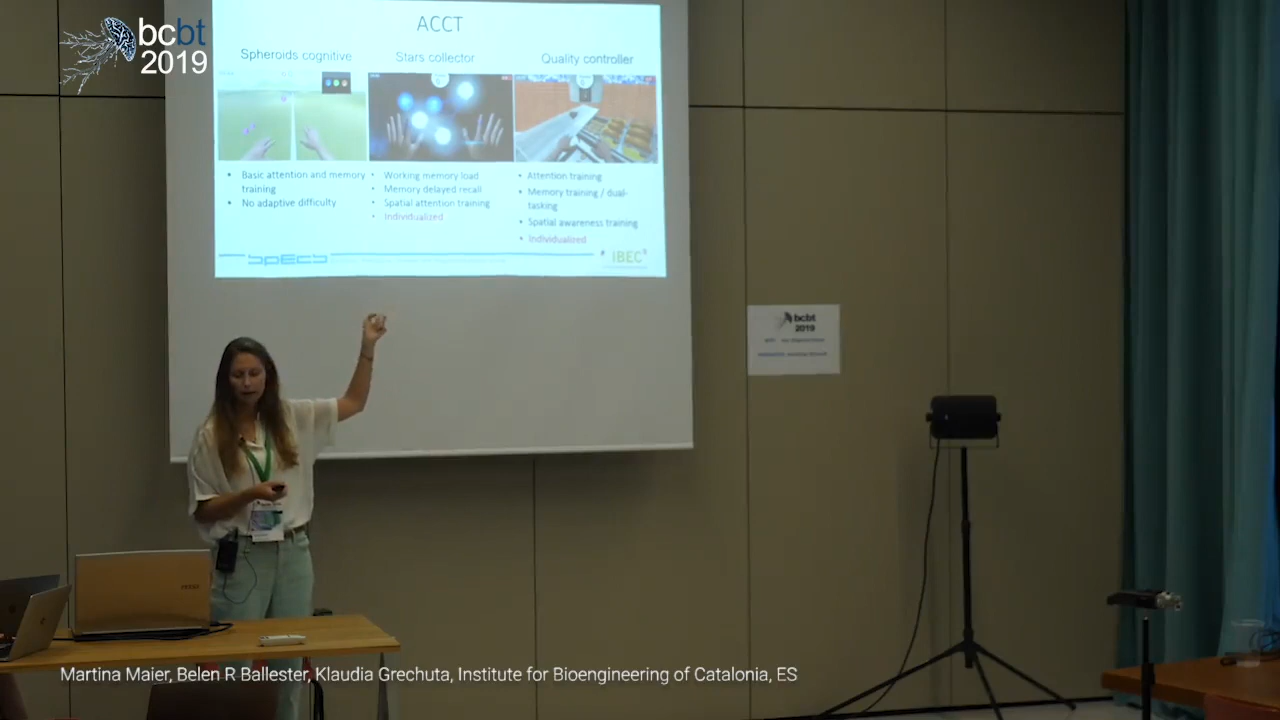 bcbt
2019
ACCT
Spheroids cognitive
Stars collector
Quality controller
• Basic attention and memory
training
• No adaptive difficulty
• Working memory load
• Memory delayed recall
• Spatial attention training
• Individualized
• Attention training
• Memory training / dual-
tasking
• Spatial awareness training
• Individualized
specs
IBEC
bcbt
2019
Martina Maier, Belen R Ballester, Klaudia Grechuta, Institute for Bioengineering of Catalonia, ES